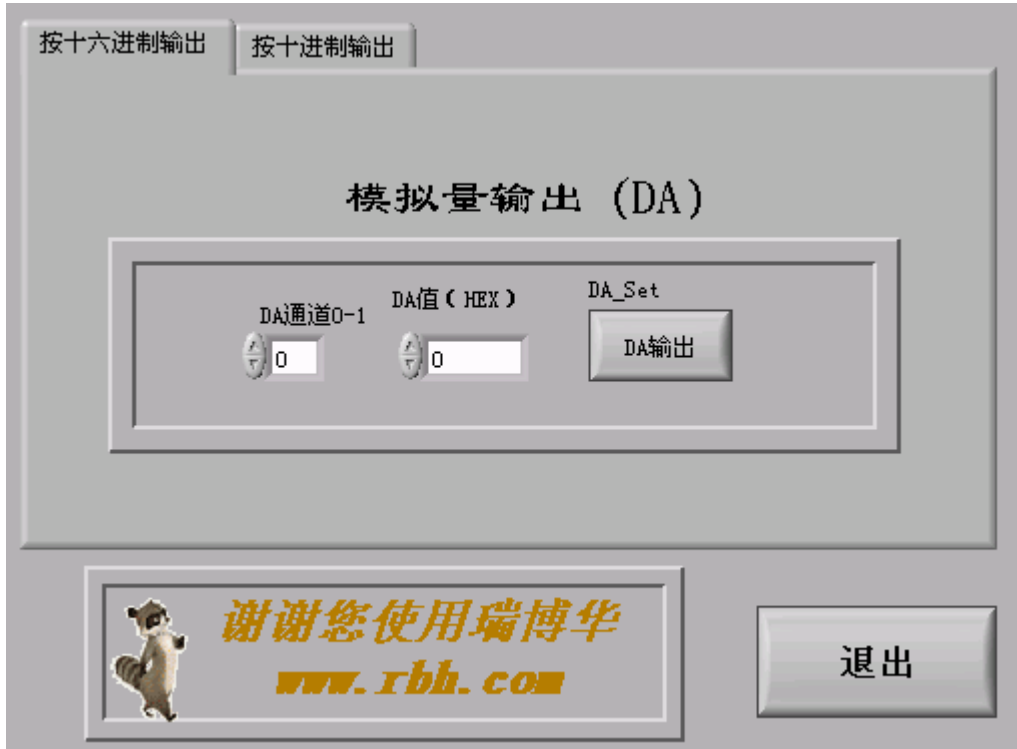 按十六进制输出
按十进制输出
模拟量输出 (DA)
DA通道0-1
DA值(HEX)
DA_Set
0
0
DA输出
谢谢您使用瑞博华
www.rbh.com
退出